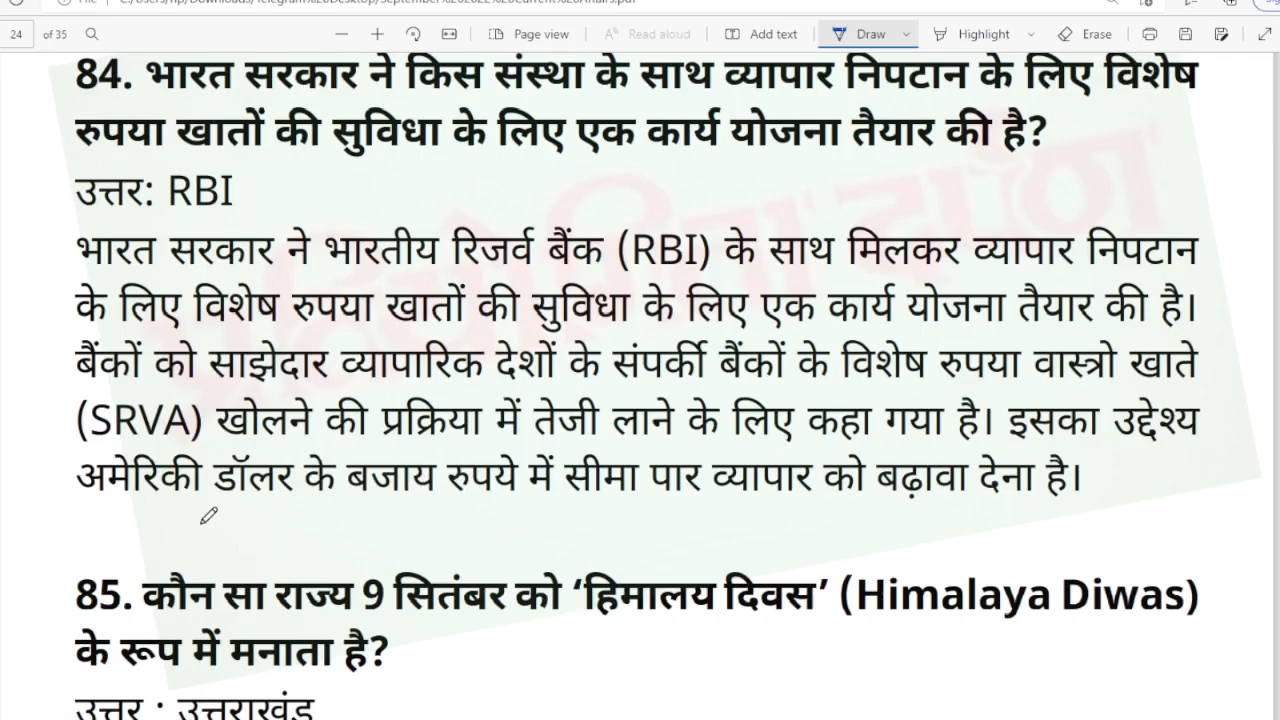 24 of 35 Page view Read aloud Add text Draw Highlight Erase
84. भारत सरकार ने किस संस्था के साथ व्यापार निपटान के लिए विशेष
रुपया खातों की सुविधा के लिए एक कार्य योजना तैयार की है?
उत्तर: RBI
भारत सरकार ने भारतीय रिजर्व बैंक (RBI) के साथ मिलकर व्यापार निपटान
के लिए विशेष रुपया खातों की सुविधा के लिए एक कार्य योजना तैयार की है।
बैंकों को साझेदार व्यापारिक देशों के संपर्की बैंकों के विशेष रुपया वास्त्रो खाते
(SRVA) खोलने की प्रक्रिया में तेजी लाने के लिए कहा गया है। इसका उद्देश्य
अमेरिकी डॉलर के बजाय रुपये में सीमा पार व्यापार को बढ़ावा देना है।
85. कौन सा राज्य 9 सितंबर को ‘हिमालय दिवस’ (Himalaya Diwas)
के रूप में मनाता है?
उत्तर : उत्तराखंड